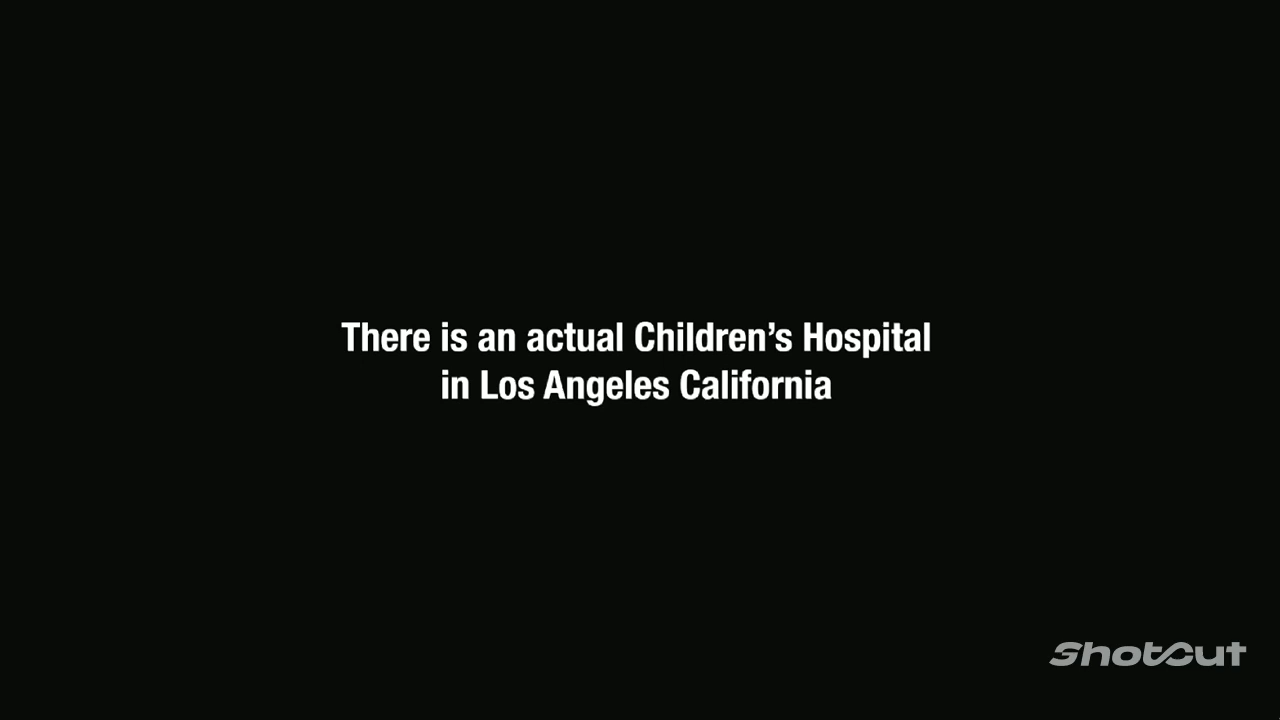 There is an actual Children's Hospital
in Los Angeles California
ShotCut